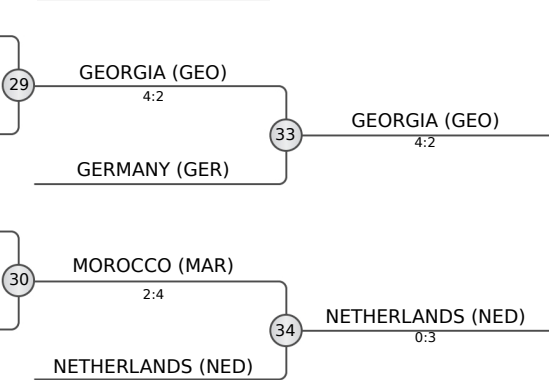 GEORGIA (GEO)
29
4:2
GEORGIA (GEO)
33
4:2
GERMANY (GER)
MOROCCO (MAR)
30
2:4
NETHERLANDS (NED)
34
0:3
NETHERLANDS (NED)